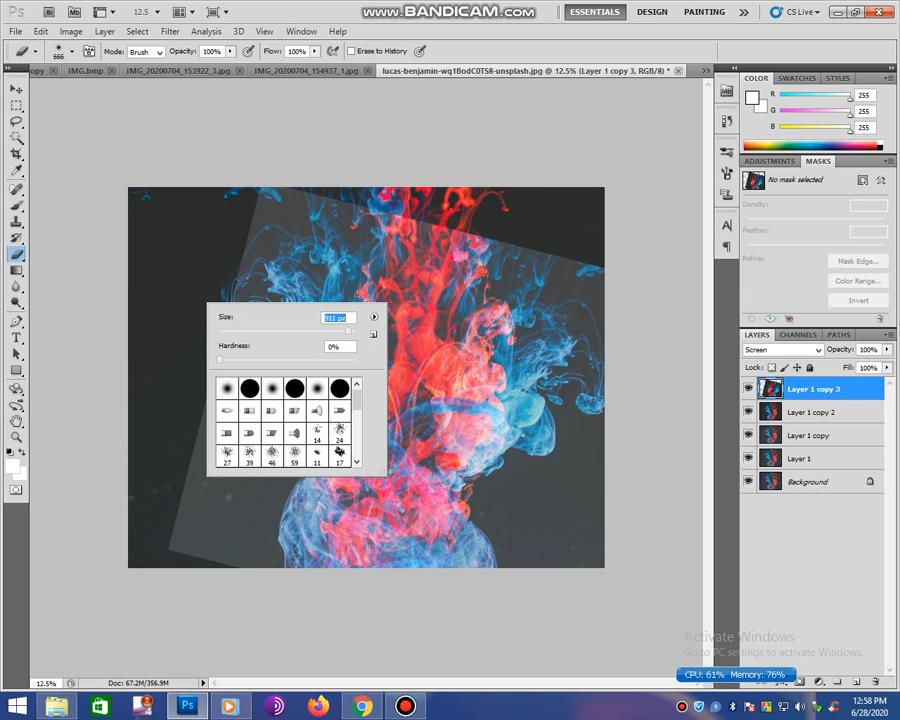 Ps Br Mb 12.5 WWW.BANDICAM.COM ESSENTIALS DESIGN PAINTING CS Live
File Edit Image Layer Select Filter Analysis 3D View Window Help
666 Mode: Brush Opacity: 100% Flow: 100% Erase to History
opy IMG.bmp IMG_20200704_153922_3.jpg IMG_20200704_154937_1.jpg lucas-benjamin-wq1BodC0TS8-unsplash.jpg @ 12.5% (Layer 1 copy 3, RGB/8) *
COLOR SWATCHES STYLES
R 255
G 255
B 255
ADJUSTMENTS MASKS
No mask selected
Density:
Feather:
Refine: Mask Edge...
Color Range...
Invert
Size: 911 px
Hardness: 0%
14 24
27 39 46 59 11 17
LAYERS CHANNELS PATHS
Screen Opacity: 100%
Lock: Fill: 100%
Layer 1 copy 3
Layer 1 copy 2
Layer 1 copy
Layer 1
Background
Activate Windows
Go to PC settings to activate Windows.
CPU: 61% Memory: 76%
12.5% Doc: 67.2M/356.9M
Ps
12:58 PM
6/28/2020